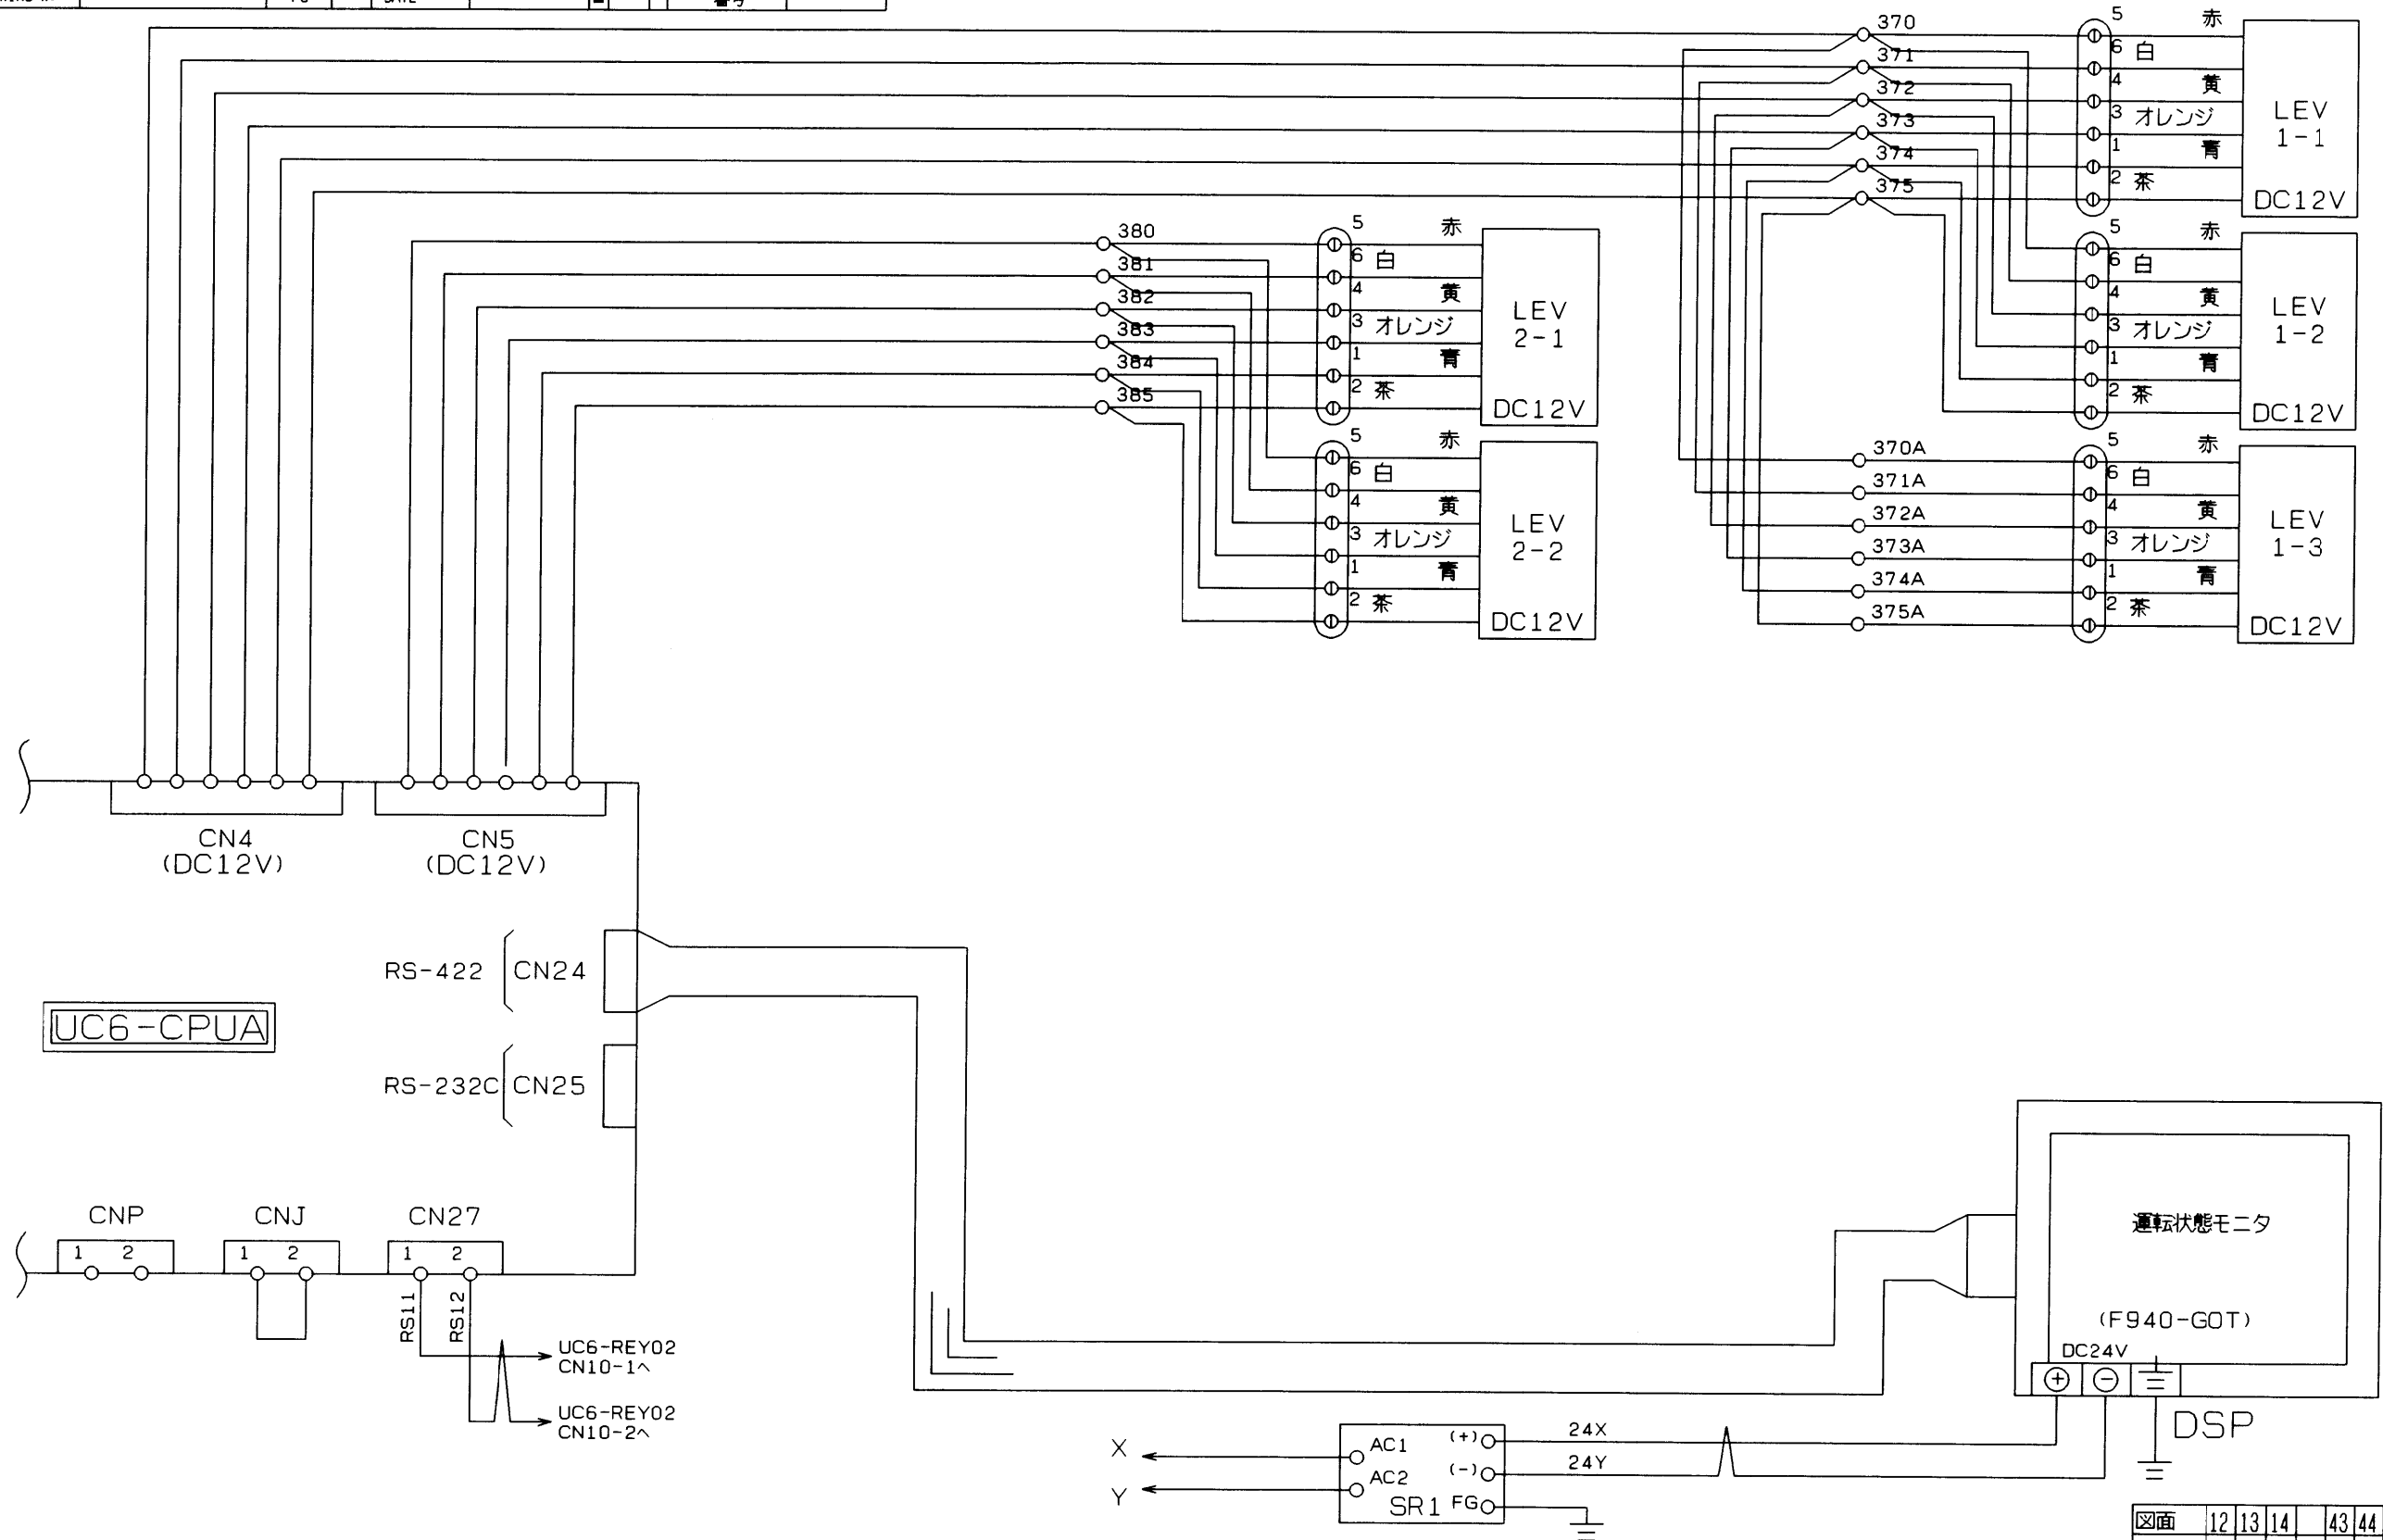 番号
370
371
372
373
374
375
5 赤
6 白
4 黄
3 オレンジ
1 青
2 茶
LEV
1-1
DC12V
5 赤
6 白
4 黄
3 オレンジ
1 青
2 茶
LEV
1-2
DC12V
370A
371A
372A
373A
374A
375A
5 赤
6 白
4 黄
3 オレンジ
1 青
2 茶
LEV
1-3
DC12V
380
381
382
383
384
385
5 赤
6 白
4 黄
3 オレンジ
1 青
2 茶
LEV
2-1
DC12V
5 赤
6 白
4 黄
3 オレンジ
1 青
2 茶
LEV
2-2
DC12V
CN4
(DC12V)
CN5
(DC12V)
RS-422 CN24
UC6-CPUA
RS-232C CN25
CNP
1 2
CNJ
1 2
CN27
1 2
RS11
RS12
UC6-REY02
CN10-1へ
UC6-REY02
CN10-2へ
運転状態モニタ
(F940-GOT)
DC24V
+ -
DSP
X
Y
AC1
AC2
(+)
(-)
SR1 FG
24X
24Y
図面 12 13 14 43 44